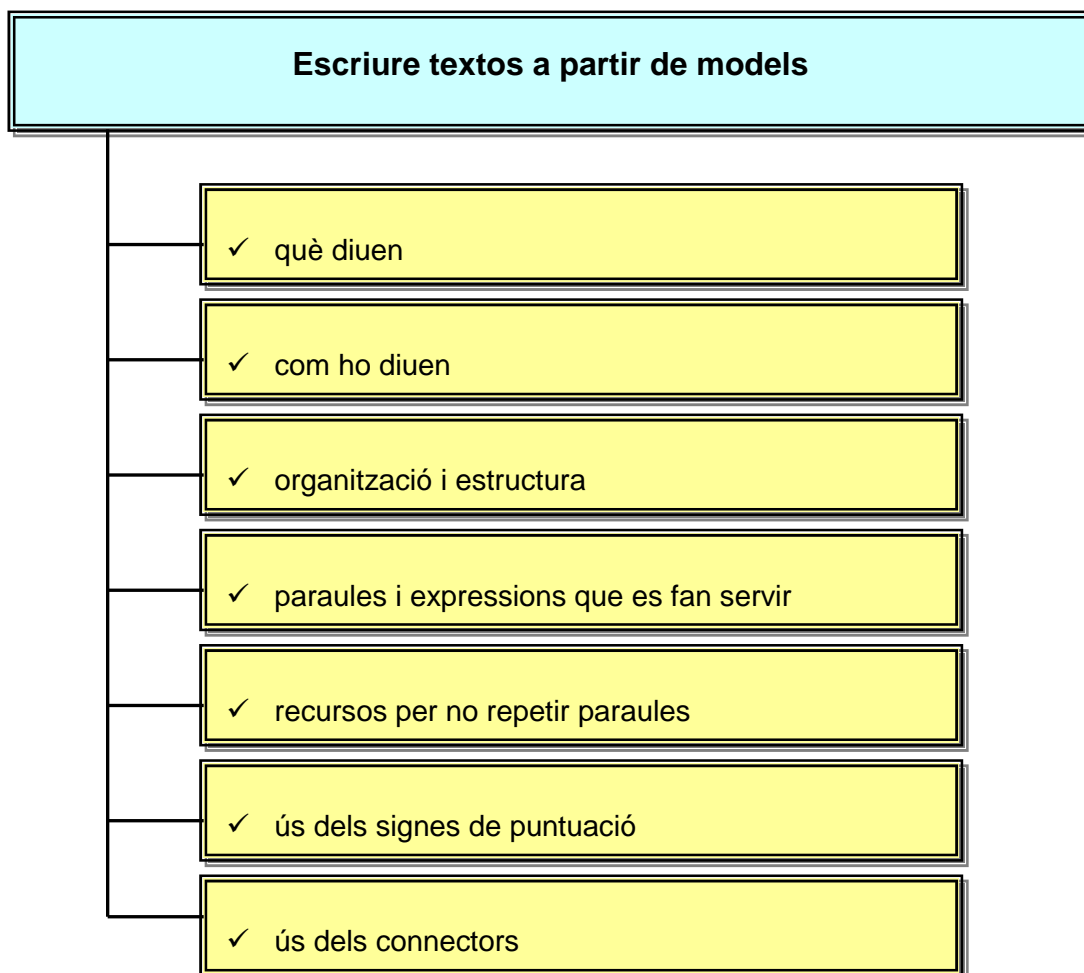 Escriure textos a partir de models
✓ què diuen
✓ com ho diuen
✓ organització i estructura
✓ paraules i expressions que es fan servir
✓ recursos per no repetir paraules
✓ ús dels signes de puntuació
✓ ús dels connectors